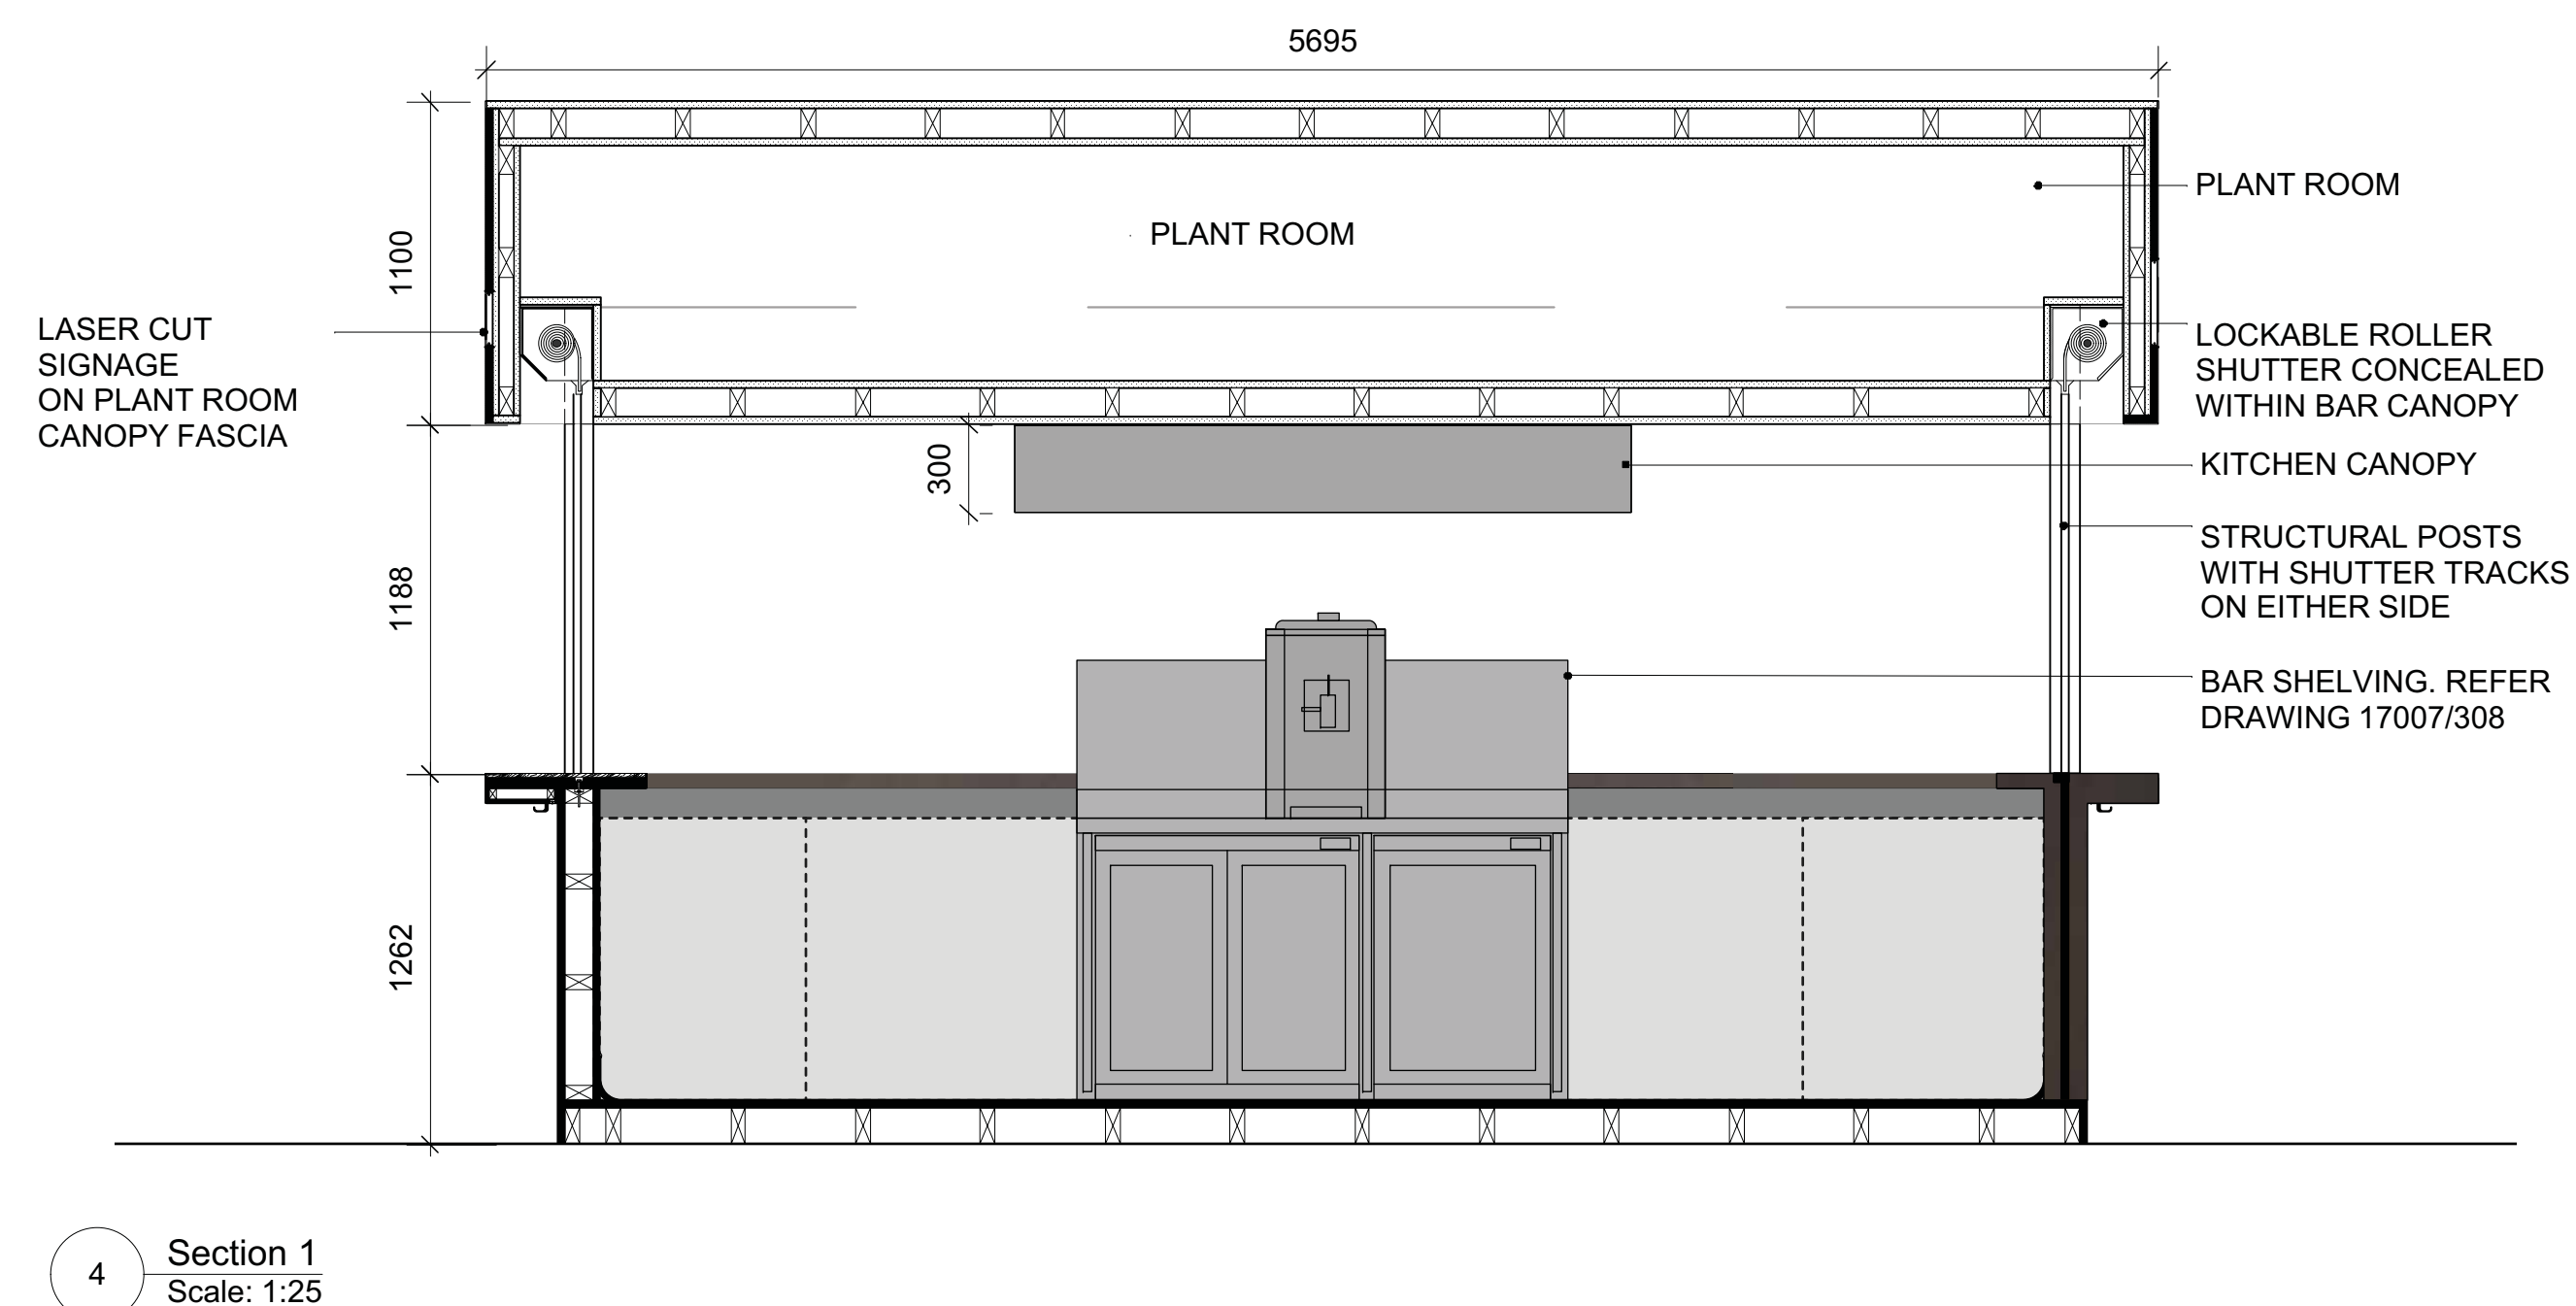 5695
PLANT ROOM
PLANT ROOM
1100
LASER CUT
SIGNAGE
ON PLANT ROOM
CANOPY FASCIA
LOCKABLE ROLLER
SHUTTER CONCEALED
WITHIN BAR CANOPY
300
KITCHEN CANOPY
1188
STRUCTURAL POSTS
WITH SHUTTER TRACKS
ON EITHER SIDE
BAR SHELVING. REFER
DRAWING 17007/308
1262
4
Section 1
Scale: 1:25